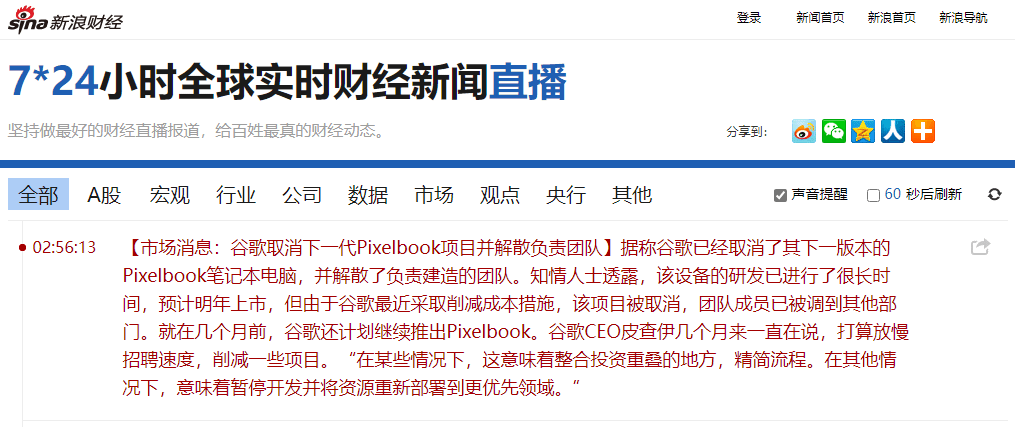 sina 新浪财经
登录 新闻首页 新浪首页 新浪导航
7*24小时全球实时财经新闻直播
坚持做最好的财经直播报道，给百姓最真的财经动态。
分享到：
全部 A股 宏观 行业 公司 数据 市场 观点 央行 其他
声音提醒 60 秒后刷新
02:56:13 【市场消息：谷歌取消下一代Pixelbook项目并解散负责团队】据称谷歌已经取消了其下一版本的
Pixelbook笔记本电脑，并解散了负责建造的团队。知情人士透露，该设备的研发已进行了很长时
间，预计明年上市，但由于谷歌最近采取削减成本措施，该项目被取消，团队成员已被调到其他部
门。就在几个月前，谷歌还计划继续推出Pixelbook。谷歌CEO皮查伊几个月来一直在说，打算放慢
招聘速度，削减一些项目。“在某些情况下，这意味着整合投资重叠的地方，精简流程。在其他情
况下，意味着暂停开发并将资源重新部署到更优先领域。”